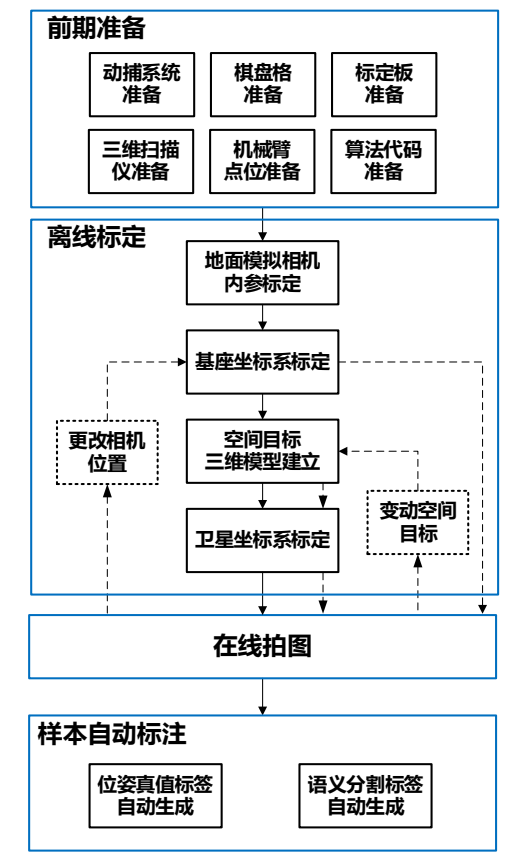 前期准备
动捕系统
准备
棋盘格
准备
标定板
准备
三维扫描
仪准备
机械臂
点位准备
算法代码
准备
离线标定
地面模拟相机
内参标定
基座坐标系标定
更改相机
位置
空间目标
三维模型建立
变动空间
目标
卫星坐标系标定
在线拍图
样本自动标注
位姿真值标签
自动生成
语义分割标签
自动生成